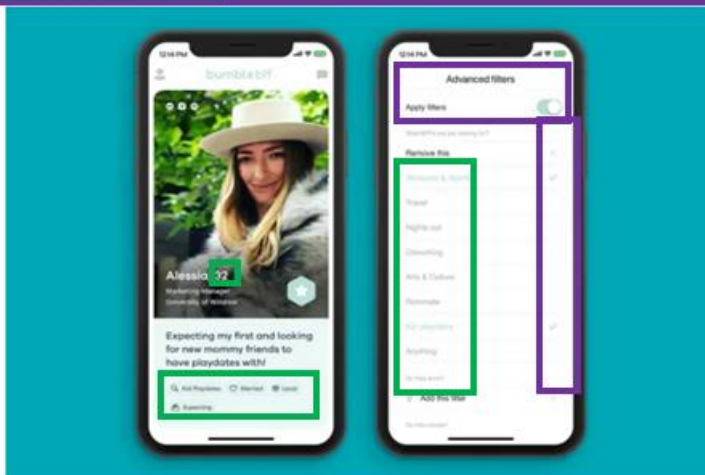 12:14 PM
bumble bff
Alessia 32
Marketing Manager
University of Windsor
Expecting my first and looking
for new mommy friends to
have playdates with!
Kid Playdates Married Local
Expecting
12:14 PM
Advanced filters
Apply filters
Remove this
Travel
Nights out
Coworking
Arts & Culture
Roommate
Kid playdates
Anything
Add this filter